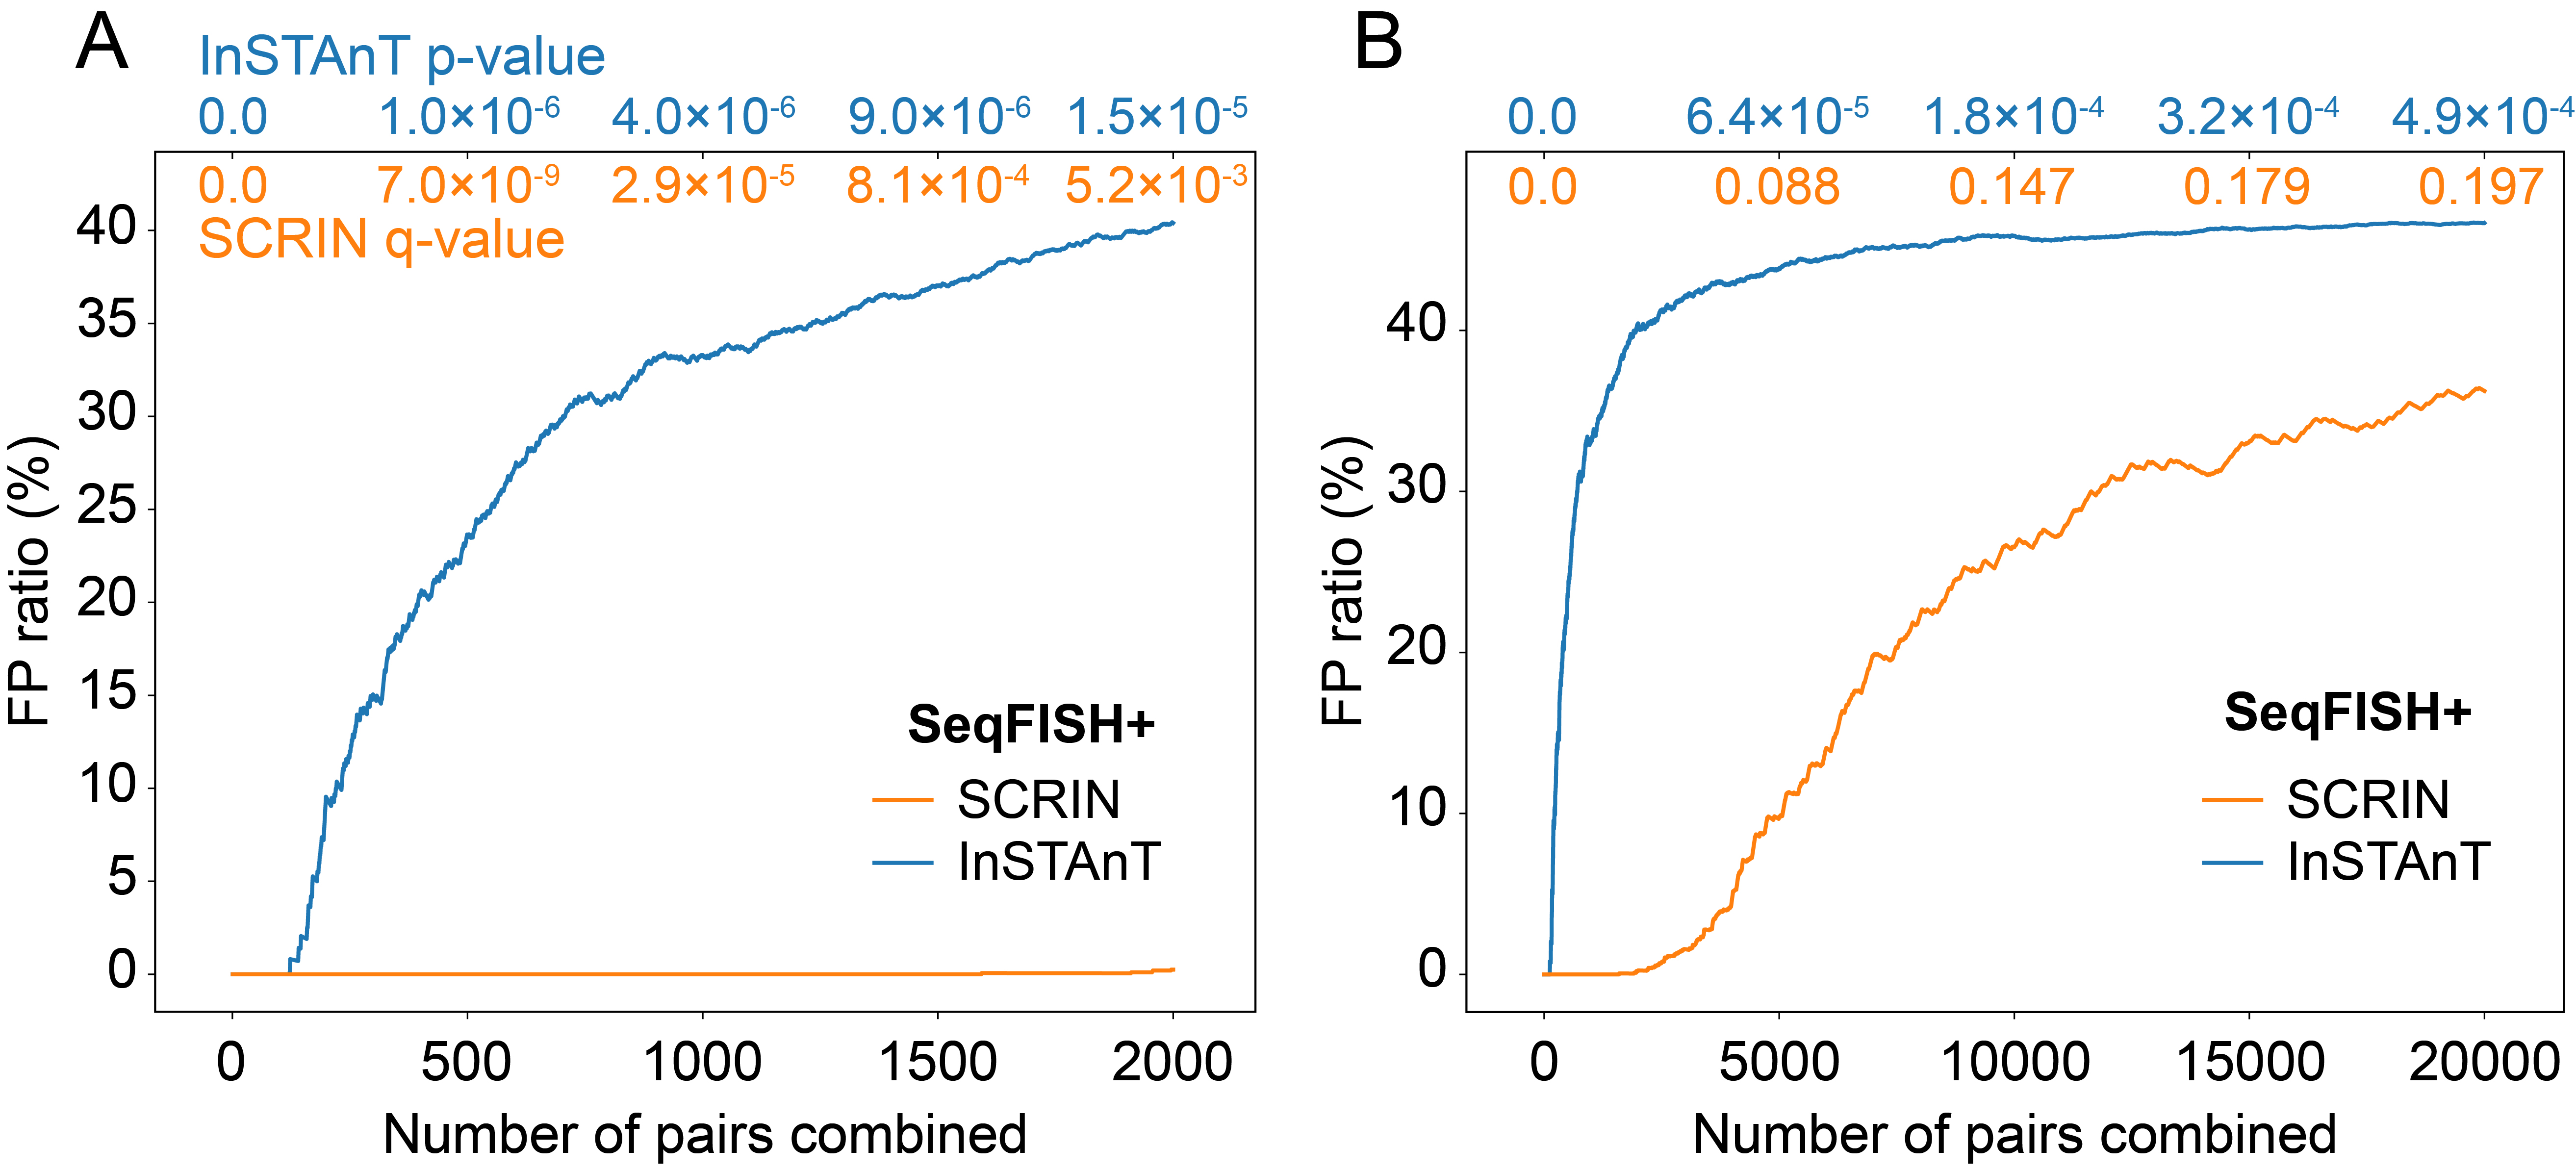 A
InSTAnT p-value
0.0 1.0×10⁻⁶ 4.0×10⁻⁶ 9.0×10⁻⁶ 1.5×10⁻⁵
0.0 7.0×10⁻⁹ 2.9×10⁻⁵ 8.1×10⁻⁴ 5.2×10⁻³
SCRIN q-value
40
35
30
25
20
15
10
5
0
FP ratio (%)
SeqFISH+
SCRIN
InSTAnT
0 500 1000 1500 2000
Number of pairs combined
B
0.0 6.4×10⁻⁵ 1.8×10⁻⁴ 3.2×10⁻⁴ 4.9×10⁻⁴
0.0 0.088 0.147 0.179 0.197
40
30
20
10
0
FP ratio (%)
SeqFISH+
SCRIN
InSTAnT
0 5000 10000 15000 20000
Number of pairs combined